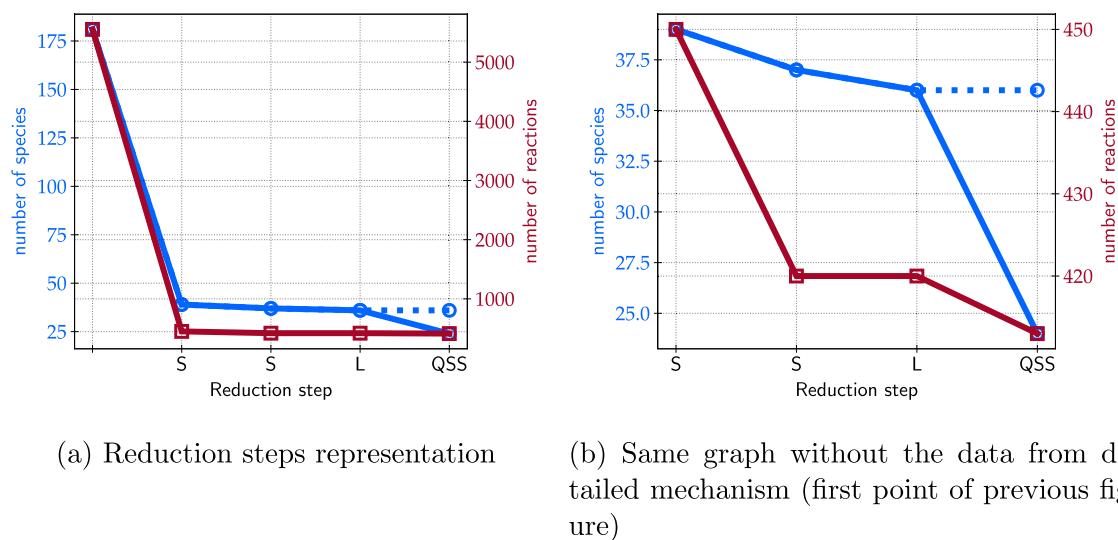 175
150
125
100
75
50
25
number of species
5000
4000
3000
2000
1000
number of reactions
S
S
L
QSS
Reduction step
37.5
35.0
32.5
30.0
27.5
25.0
number of species
450
440
430
420
number of reactions
S
S
L
QSS
Reduction step
(a) Reduction steps representation
(b) Same graph without the data from d
tailed mechanism (first point of previous fig
ure)